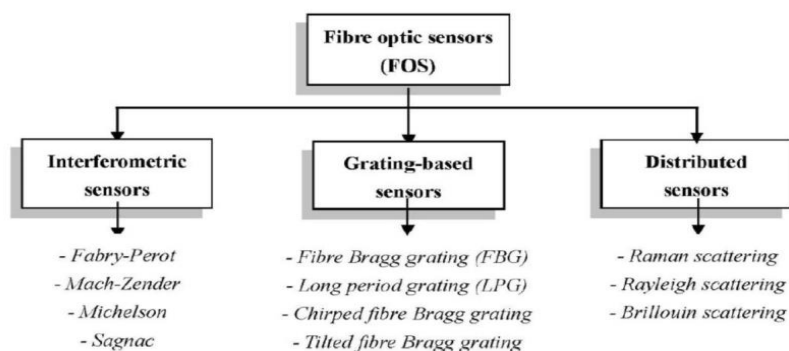 Fibre optic sensors
(FOS)
Interferometric
sensors
- Fabry-Perot
- Mach-Zender
- Michelson
- Sagnac
Grating-based
sensors
- Fibre Bragg grating (FBG)
- Long period grating (LPG)
- Chirped fibre Bragg grating
- Tilted fibre Bragg grating
Distributed
sensors
- Raman scattering
- Rayleigh scattering
- Brillouin scattering